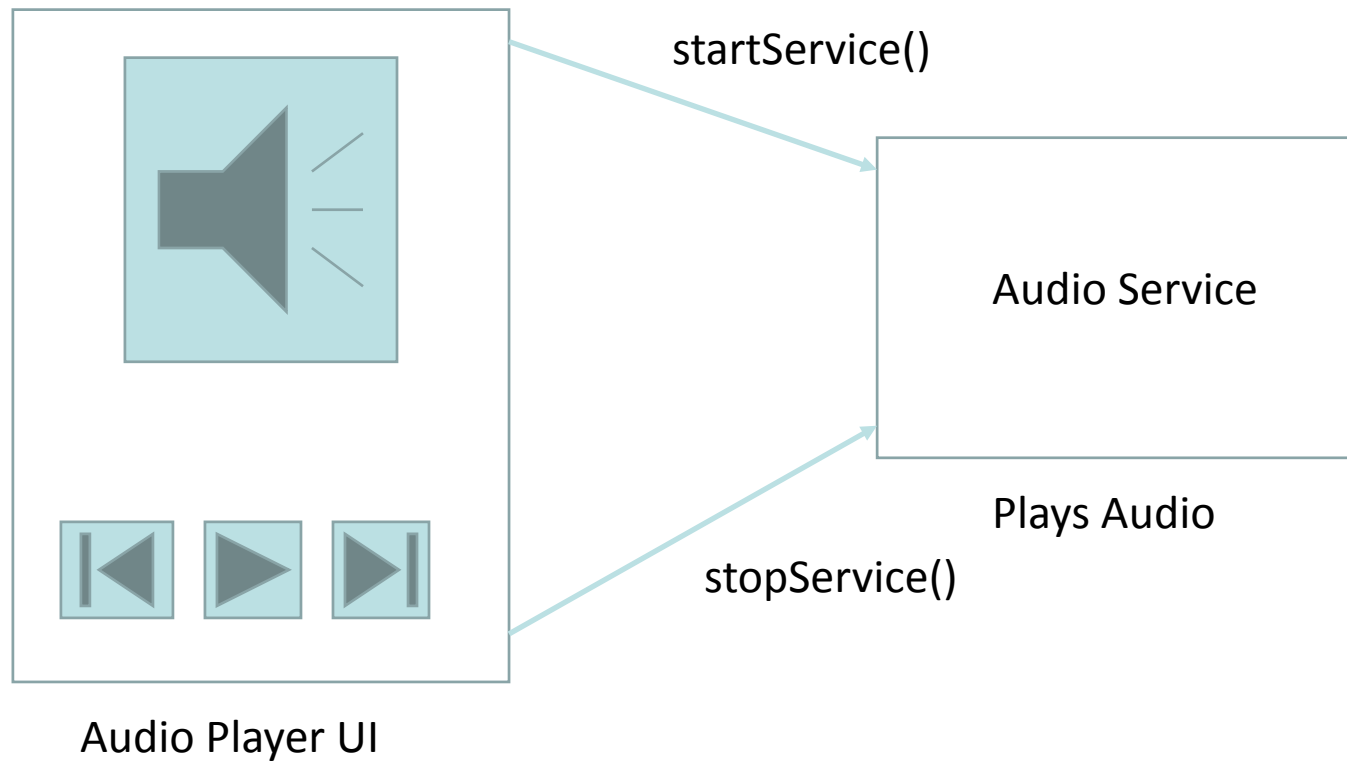 startService()
Audio Service
Plays Audio
stopService()
Audio Player UI